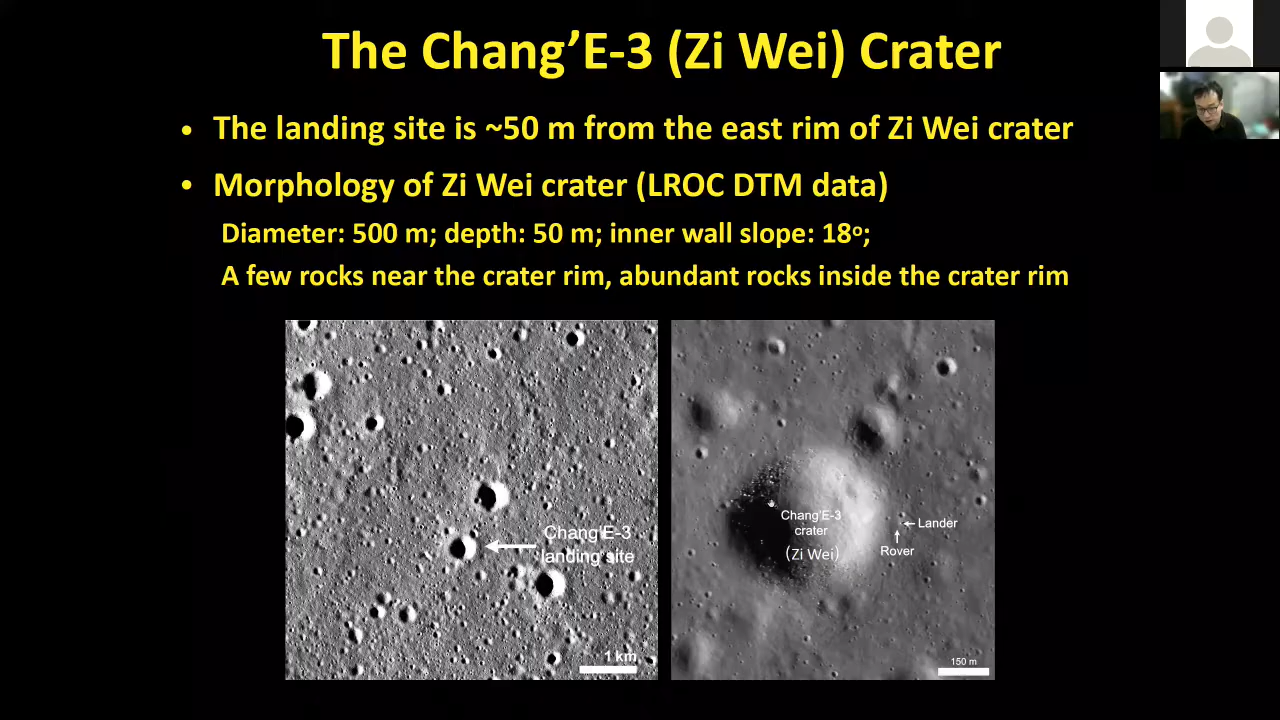 The Chang’E-3 (Zi Wei) Crater
• The landing site is ~50 m from the east rim of Zi Wei crater
• Morphology of Zi Wei crater (LROC DTM data)
Diameter: 500 m; depth: 50 m; inner wall slope: 18º;
A few rocks near the crater rim, abundant rocks inside the crater rim
Chang'E-3
landing site
1 km
Chang'E-3
crater
(Zi Wei)
Lander
Rover
150 m